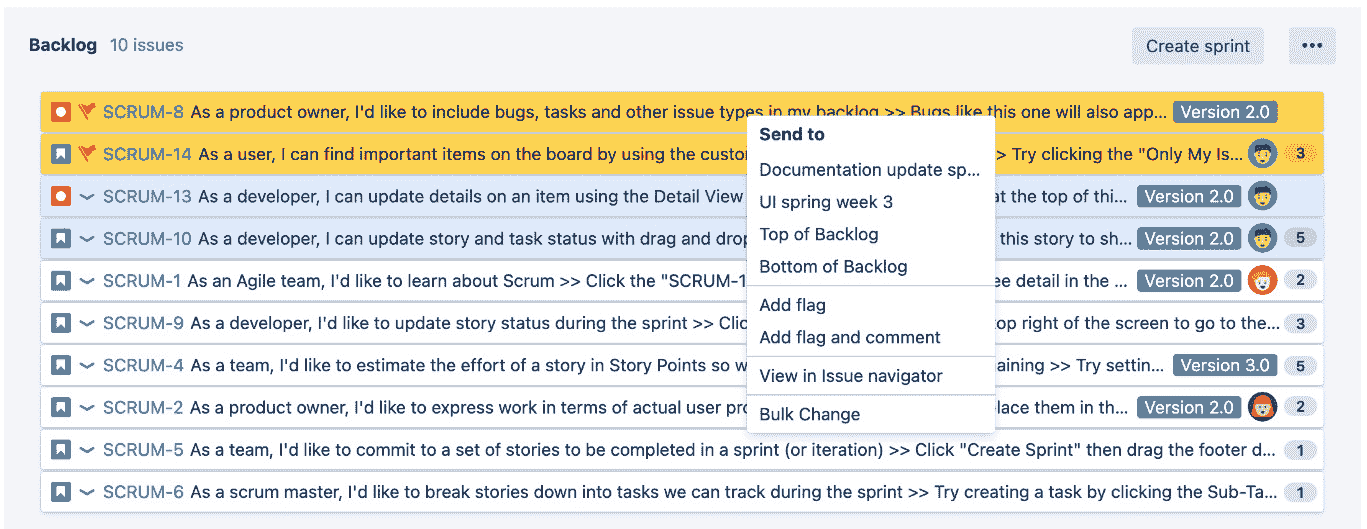 Backlog 10 issues Create sprint •••
SCRUM-8 As a product owner, I'd like to include bugs, tasks and other issue types in my backlog >> Bugs like this one will also app... Version 2.0
Send to
SCRUM-14 As a user, I can find important items on the board by using the custo > Try clicking the "Only My Is... 3
Documentation update sp...
SCRUM-13 As a developer, I can update details on an item using the Detail View at the top of thi... Version 2.0
UI spring week 3
Top of Backlog
SCRUM-10 As a developer, I can update story and task status with drag and drop this story to sh... Version 2.0 5
Bottom of Backlog
SCRUM-1 As an Agile team, I'd like to learn about Scrum >> Click the "SCRUM-1 ee detail in the ... Version 2.0 2
Add flag
SCRUM-9 As a developer, I'd like to update story status during the sprint >> Clic top right of the screen to go to the... 3
Add flag and comment
SCRUM-4 As a team, I'd like to estimate the effort of a story in Story Points so w aining >> Try settin... Version 3.0 5
View in Issue navigator
SCRUM-2 As a product owner, I'd like to express work in terms of actual user pro lace them in th... Version 2.0 2
Bulk Change
SCRUM-5 As a team, I'd like to commit to a set of stories to be completed in a sprint (or iteration) >> Click "Create Sprint" then drag the footer d... 1
SCRUM-6 As a scrum master, I'd like to break stories down into tasks we can track during the sprint >> Try creating a task by clicking the Sub-Ta... 1